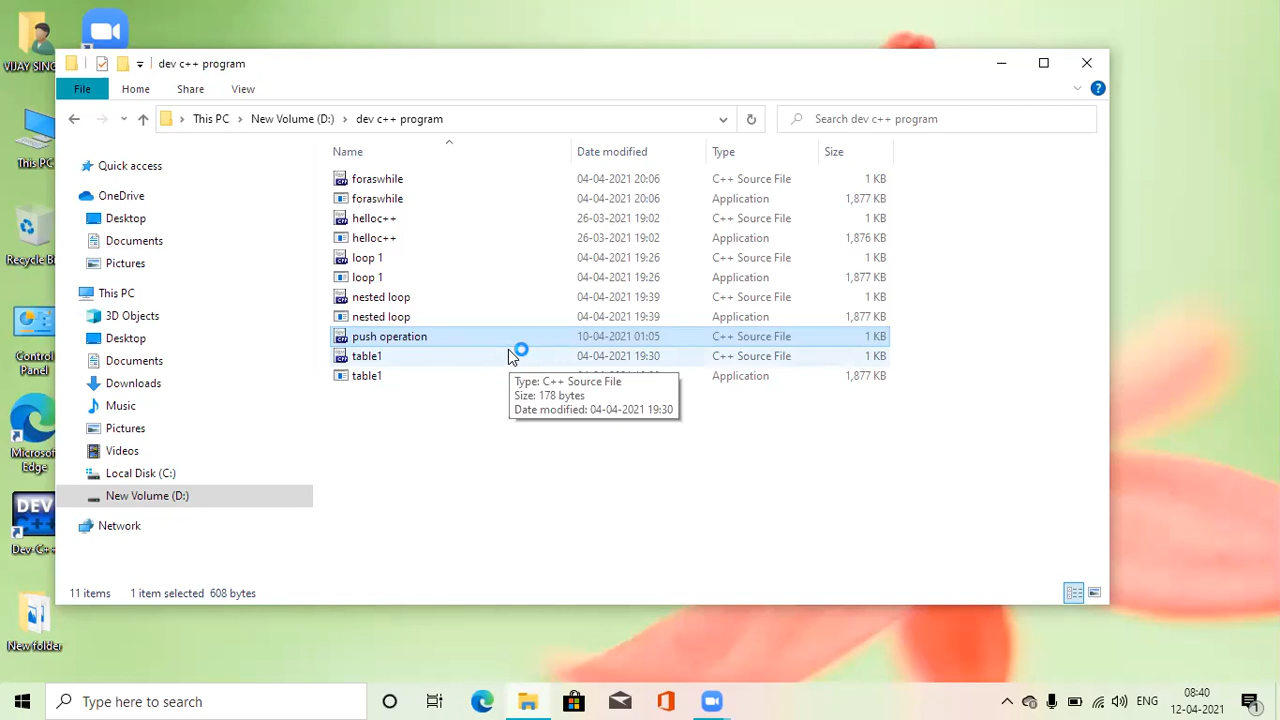 VIJAY SING
This PC
Recycle Bi
Control
Panel
Microsof
Edge
DEV
C++
Dev-C++
New folder
dev c++ program
File Home Share View
This PC > New Volume (D:) > dev c++ program
Search dev c++ program
Quick access
OneDrive
Desktop
Documents
Pictures
This PC
3D Objects
Desktop
Documents
Downloads
Music
Pictures
Videos
Local Disk (C:)
New Volume (D:)
Network
Name Date modified Type Size
foraswhile 04-04-2021 20:06 C++ Source File 1 KB
foraswhile 04-04-2021 20:06 Application 1,877 KB
helloc++ 26-03-2021 19:02 C++ Source File 1 KB
helloc++ 26-03-2021 19:02 Application 1,876 KB
loop 1 04-04-2021 19:26 C++ Source File 1 KB
loop 1 04-04-2021 19:26 Application 1,877 KB
nested loop 04-04-2021 19:39 C++ Source File 1 KB
nested loop 04-04-2021 19:39 Application 1,877 KB
push operation 10-04-2021 01:05 C++ Source File 1 KB
table1 04-04-2021 19:30 C++ Source File 1 KB
table1 Application 1,877 KB
Type: C++ Source File
Size: 178 bytes
Date modified: 04-04-2021 19:30
11 items 1 item selected 608 bytes
Type here to search
ENG
08:40
12-04-2021
1